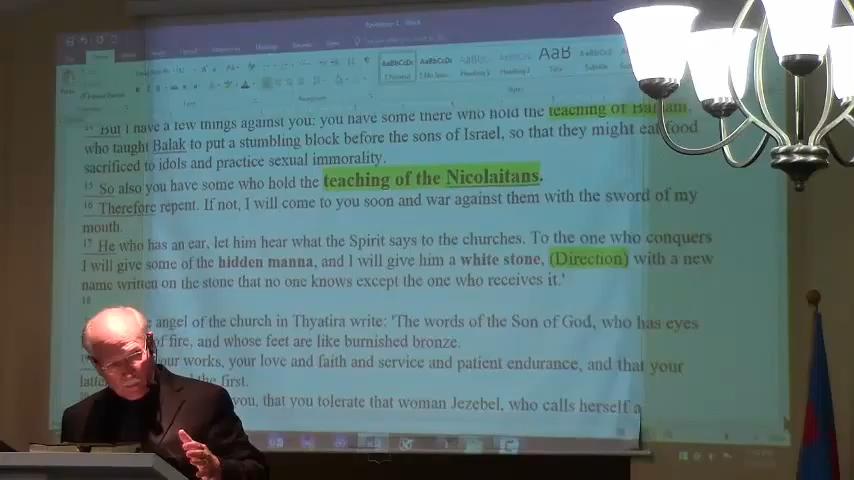 AaBbCcDc AaBbCcDc AaBbCc AaBbCcE AaB AaBbCcD
14 But I have a few things against you: you have some there who hold the teaching of Balaam,
who taught Balak to put a stumbling block before the sons of Israel, so that they might eat food
sacrificed to idols and practice sexual immorality.
15 So also you have some who hold the teaching of the Nicolaitans.
16 Therefore repent. If not, I will come to you soon and war against them with the sword of my
mouth.
17 He who has an ear, let him hear what the Spirit says to the churches. To the one who conquers
I will give some of the hidden manna, and I will give him a white stone, (Direction) with a new
name written on the stone that no one knows except the one who receives it.'
18
angel of the church in Thyatira write: 'The words of the Son of God, who has eyes
of fire, and whose feet are like burnished bronze.
your works, your love and faith and service and patient endurance, and that your
latte the first.
you, that you tolerate that woman Jezebel, who calls herself a